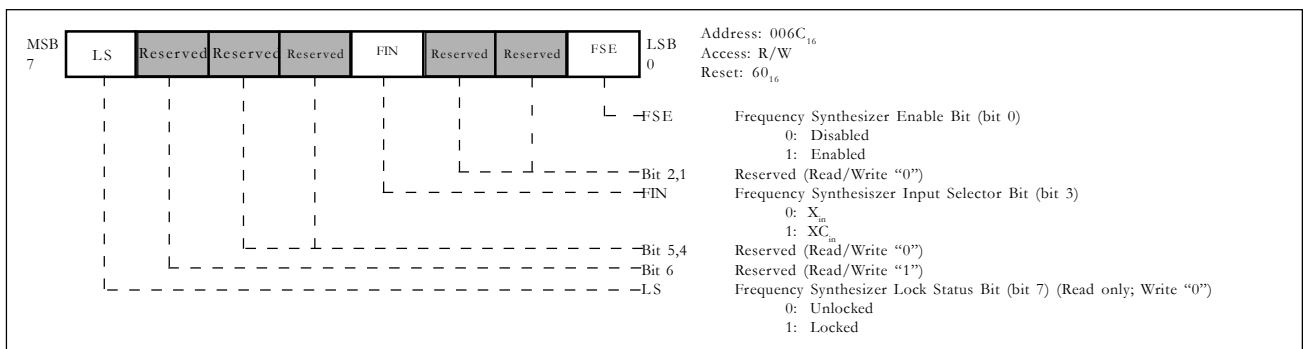 MSB
7
LS
Reserved
Reserved
Reserved
FIN
Reserved
Reserved
FSE
LSB
0
Address: 006C₁₆
Access: R/W
Reset: 60₁₆
FSE Frequency Synthesizer Enable Bit (bit 0)
0: Disabled
1: Enabled
Bit 2,1 Reserved (Read/Write “0”)
FIN Frequency Synthesiszer Input Selector Bit (bit 3)
0: Xin
1: XCin
Bit 5,4 Reserved (Read/Write “0”)
Bit 6 Reserved (Read/Write “1”)
LS Frequency Synthesizer Lock Status Bit (bit 7) (Read only; Write “0”)
0: Unlocked
1: Locked